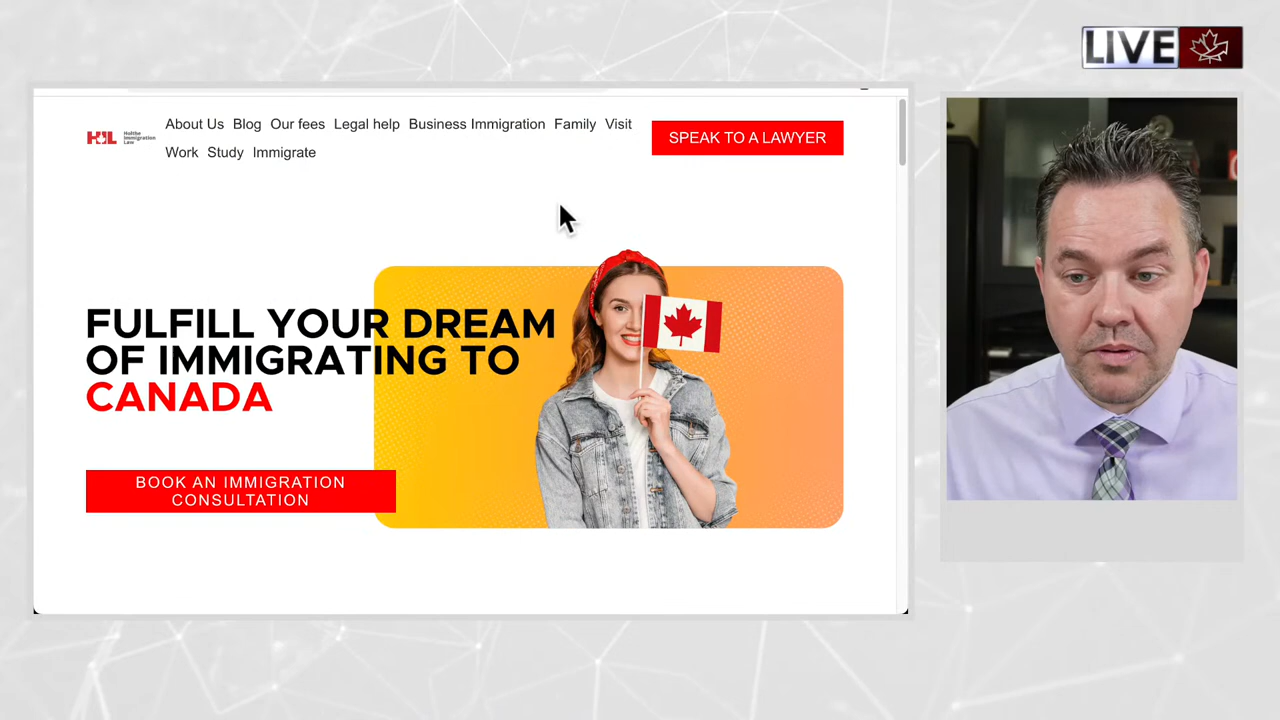 LIVE
About Us Blog Our fees Legal help Business Immigration Family Visit
Work Study Immigrate
HIL
Holthe
Immigration
Law
SPEAK TO A LAWYER
FULFILL YOUR DREAM
OF IMMIGRATING TO
CANADA
BOOK AN IMMIGRATION
CONSULTATION